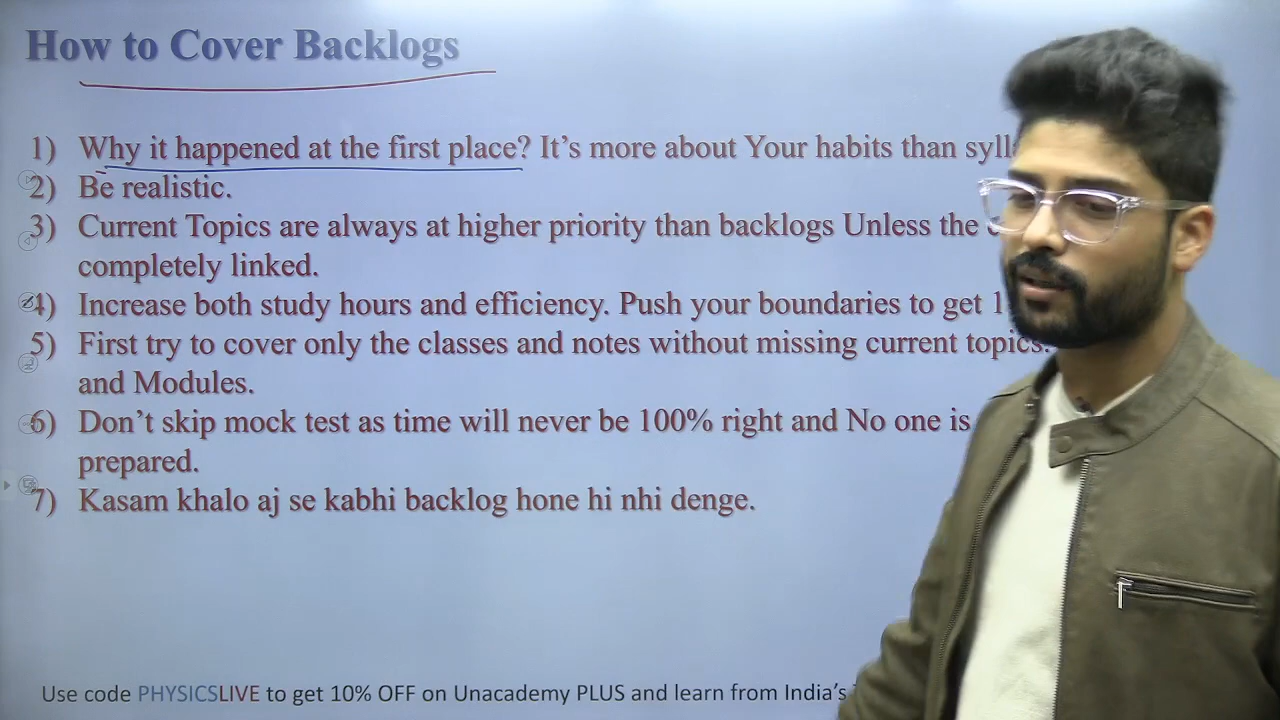 How to Cover Backlogs
1) Why it happened at the first place? It's more about Your habits than
2) Be realistic.
3) Current Topics are always at higher priority than backlogs Unless the
completely linked.
4) Increase both study hours and efficiency. Push your boundaries to get
5) First try to cover only the classes and notes without missing current topics.
and Modules.
6) Don't skip mock test as time will never be 100% right and No one is
prepared.
7) Kasam khalo aj se kabhi backlog hone hi nhi denge.
Use code PHYSICSLIVE to get 10% OFF on Unacademy PLUS and learn from India's